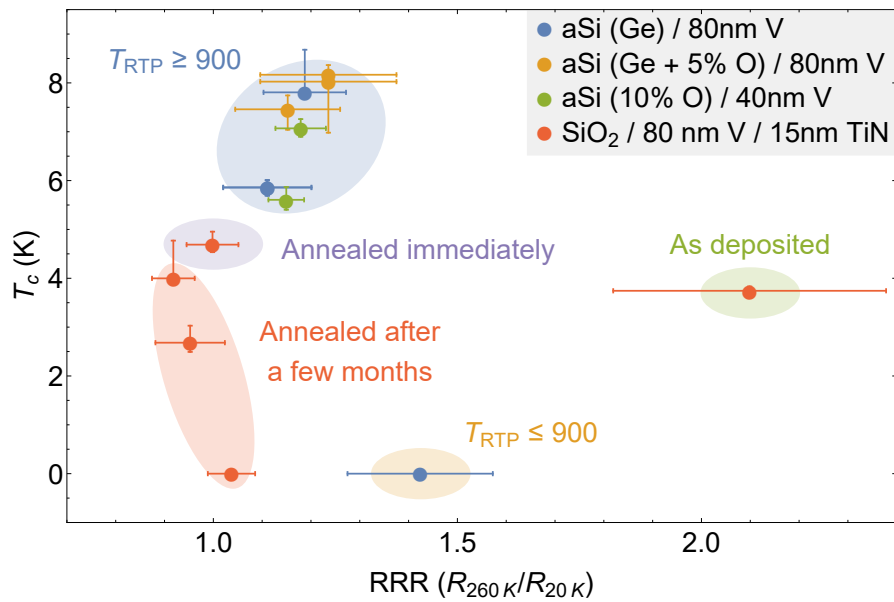 aSi (Ge) / 80nm V
aSi (Ge + 5% O) / 80nm V
aSi (10% O) / 40nm V
SiO₂ / 80 nm V / 15nm TiN
T_RTP ≥ 900
Annealed immediately
As deposited
Annealed after
a few months
T_RTP ≤ 900
8
6
4
2
0
T_c (K)
1.0
1.5
2.0
RRR (R_260 K/R_20 K)